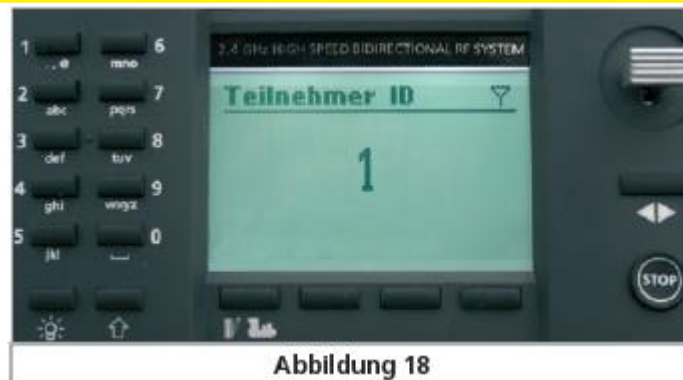 2.4 GHz HIGH SPEED BIDIRECTIONAL RF SYSTEM
Teilnehmer ID
1
1 . , @ mno 6
2 abc pqrs 7
3 def tuv 8
4 ghi wxyz 9
5 jkl 0
STOP
Abbildung 18